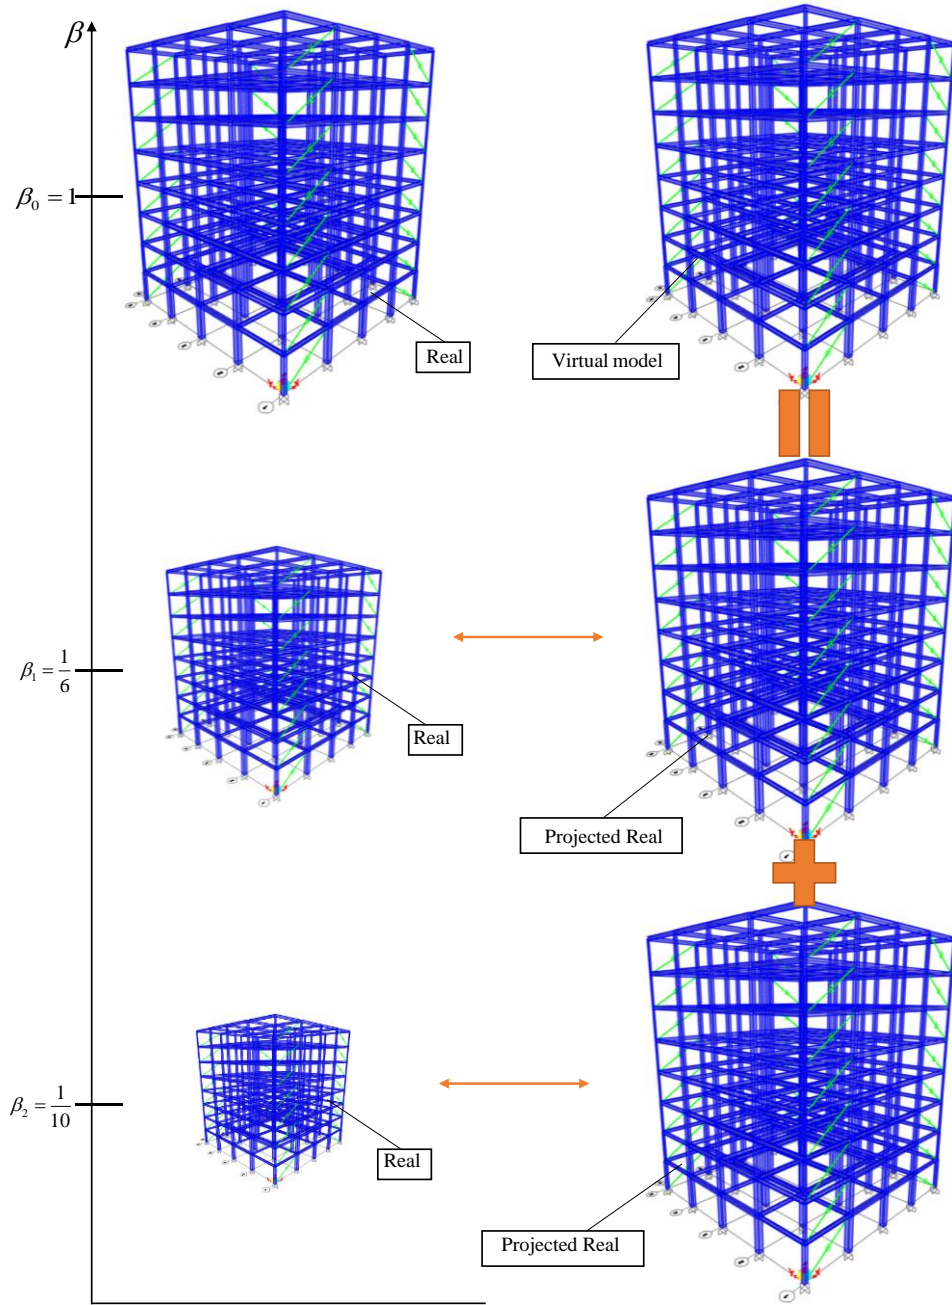 β
β₀ = 1
Real
Virtual model
β₁ = 1/6
Real
Projected Real
β₂ = 1/10
Real
Projected Real